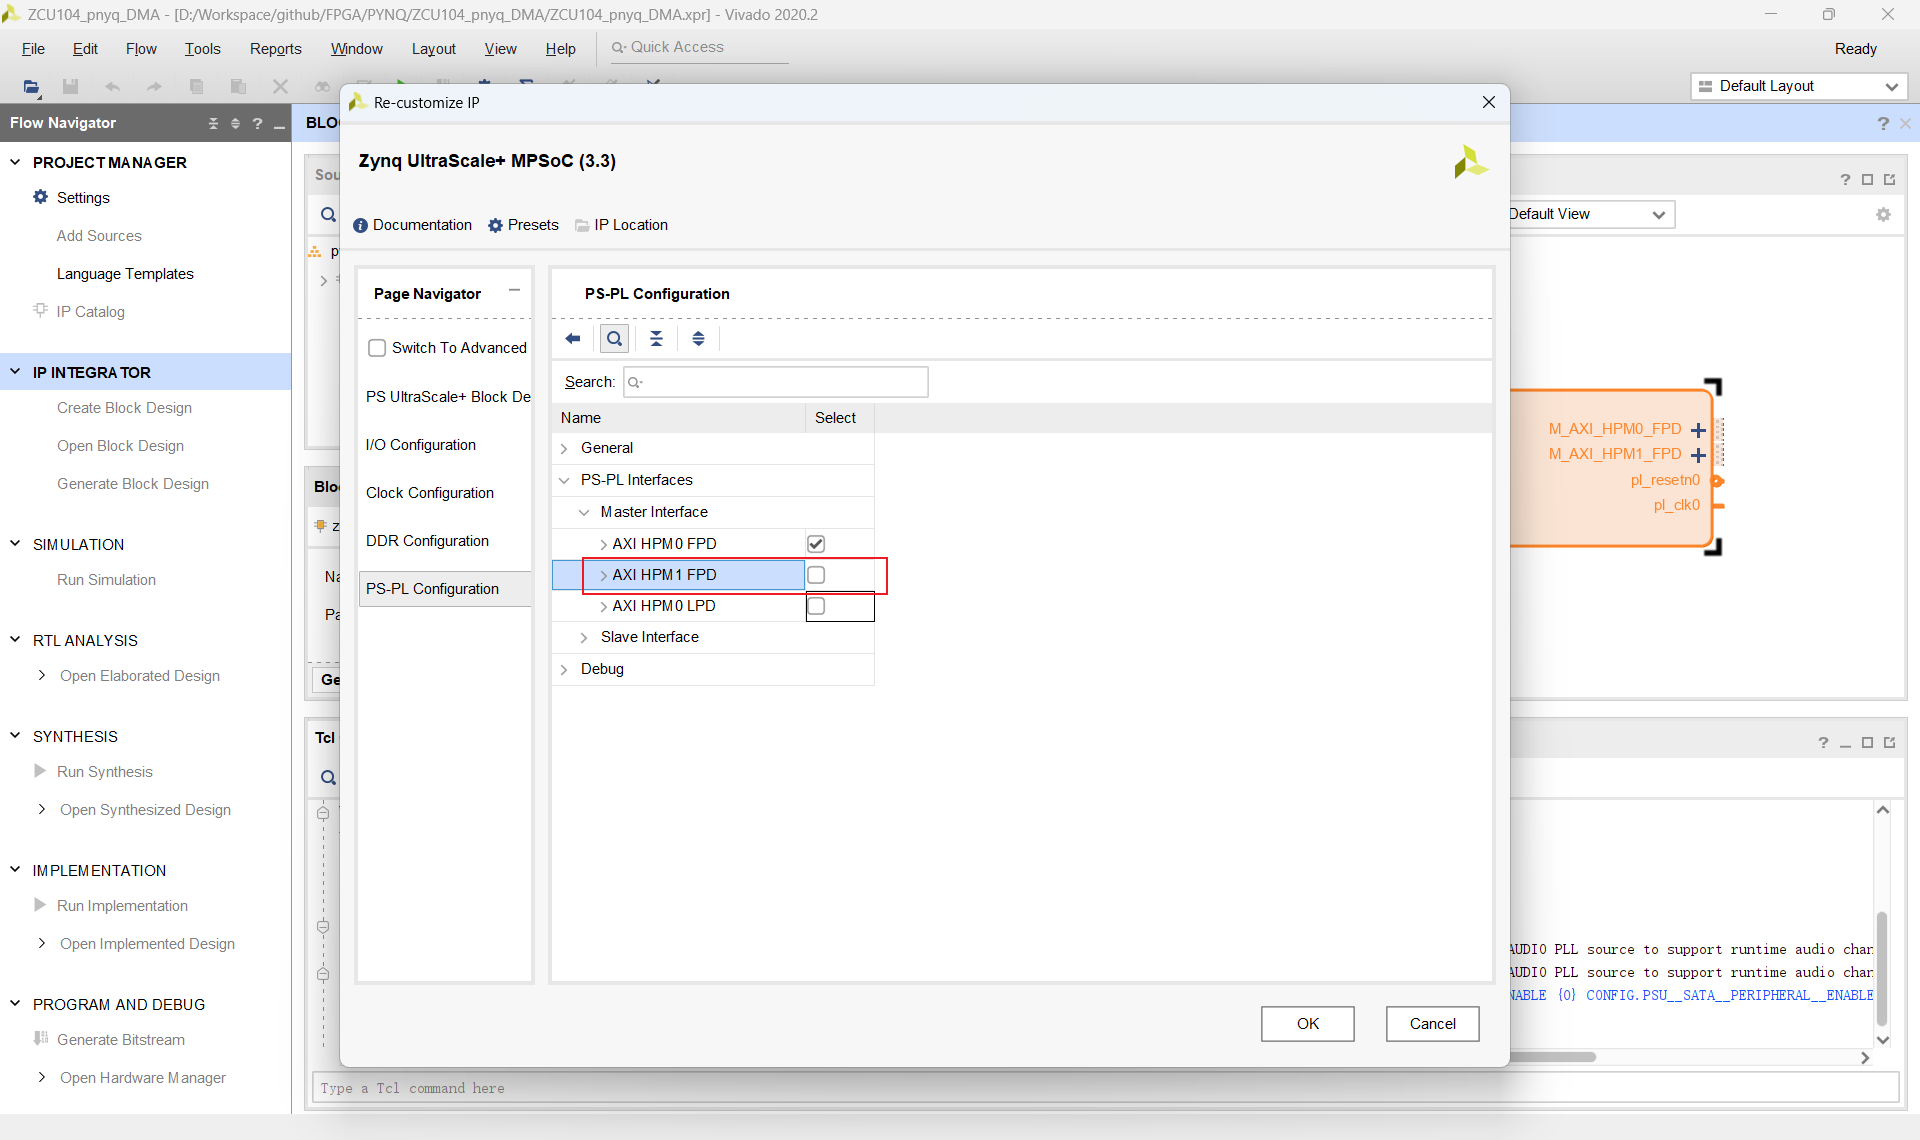 ZCU104_pnyq_DMA - [D:/Workspace/github/FPGA/PYNQ/ZCU104_pnyq_DMA/ZCU104_pnyq_DMA.xpr] - Vivado 2020.2
File Edit Flow Tools Reports Window Layout View Help Quick Access Ready
Default Layout
Flow Navigator
PROJECT MANAGER
Settings
Add Sources
Language Templates
IP Catalog
IP INTEGRATOR
Create Block Design
Open Block Design
Generate Block Design
SIMULATION
Run Simulation
RTL ANALYSIS
Open Elaborated Design
SYNTHESIS
Run Synthesis
Open Synthesized Design
IMPLEMENTATION
Run Implementation
Open Implemented Design
PROGRAM AND DEBUG
Generate Bitstream
Open Hardware Manager
BLO
Sou
p
Blo
z
Na
Pa
Ge
Tcl
Re-customize IP
Zynq UltraScale+ MPSoC (3.3)
Documentation Presets IP Location
Page Navigator
Switch To Advanced
PS UltraScale+ Block De
I/O Configuration
Clock Configuration
DDR Configuration
PS-PL Configuration
PS-PL Configuration
Search:
Name Select
General
PS-PL Interfaces
Master Interface
AXI HPM0 FPD
AXI HPM1 FPD
AXI HPM0 LPD
Slave Interface
Debug
OK Cancel
Default View
M_AXI_HPM0_FPD
M_AXI_HPM1_FPD
pl_resetn0
pl_clk0
AUDIO PLL source to support runtime audio chan
AUDIO PLL source to support runtime audio chan
NABLE {0} CONFIG.PSU__SATA__PERIPHERAL__ENABLE
Type a Tcl command here